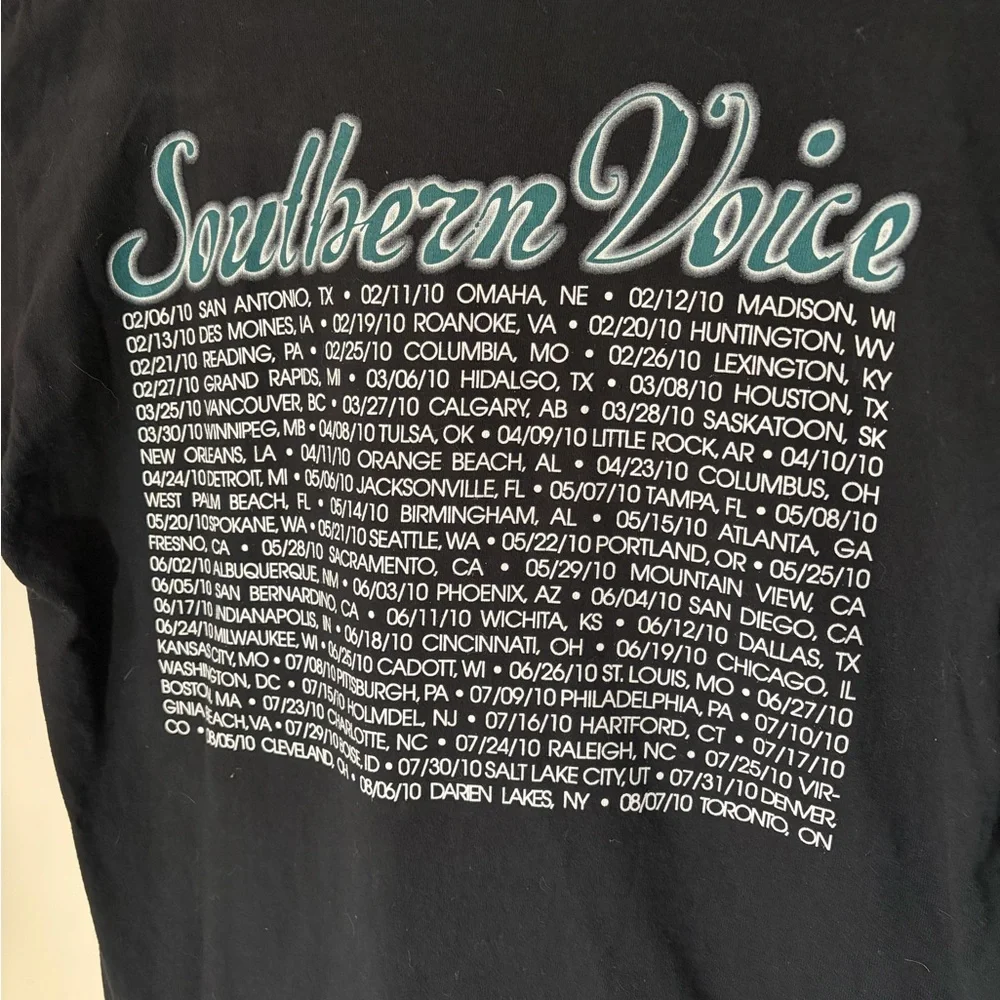 Southern Voice
02/06/10 SAN ANTONIO, TX • 02/11/10 OMAHA, NE • 02/12/10 MADISON, WI
02/13/10 DES MOINES, IA • 02/19/10 ROANOKE, VA • 02/20/10 HUNTINGTON, WV
02/21/10 READING, PA • 02/25/10 COLUMBIA, MO • 02/26/10 LEXINGTON, KY
02/27/10 GRAND RAPIDS, MI • 03/06/10 HIDALGO, TX • 03/08/10 HOUSTON, TX
03/25/10 VANCOUVER, BC • 03/27/10 CALGARY, AB • 03/28/10 SASKATOON, SK
03/30/10 WINNIPEG, MB • 04/08/10 TULSA, OK • 04/09/10 LITTLE ROCK, AR • 04/10/10
NEW ORLEANS, LA • 04/11/10 ORANGE BEACH, AL • 04/23/10 COLUMBUS, OH
04/24/10 DETROIT, MI • 05/06/10 JACKSONVILLE, FL • 05/07/10 TAMPA, FL • 05/08/10
WEST PALM BEACH, FL • 05/14/10 BIRMINGHAM, AL • 05/15/10 ATLANTA, GA
05/20/10 SPOKANE, WA • 05/21/10 SEATTLE, WA • 05/22/10 PORTLAND, OR • 05/25/10
FRESNO, CA • 05/28/10 SACRAMENTO, CA • 05/29/10 MOUNTAIN VIEW, CA
06/02/10 ALBUQUERQUE, NM • 06/03/10 PHOENIX, AZ • 06/04/10 SAN DIEGO, CA
06/05/10 SAN BERNARDINO, CA • 06/11/10 WICHITA, KS • 06/12/10 DALLAS, TX
06/17/10 INDIANAPOLIS, IN • 06/18/10 CINCINNATI, OH • 06/19/10 CHICAGO, IL
06/24/10 MILWAUKEE, WI • 06/25/10 CADOTT, WI • 06/26/10 ST. LOUIS, MO • 06/27/10
KANSAS CITY, MO • 07/08/10 PITTSBURGH, PA • 07/09/10 PHILADELPHIA, PA • 07/10/10
WASHINGTON, DC • 07/15/10 HOLMDEL, NJ • 07/16/10 HARTFORD, CT • 07/17/10
BOSTON, MA • 07/23/10 CHARLOTTE, NC • 07/24/10 RALEIGH, NC • 07/25/10 VIR-
GINIA BEACH, VA • 07/29/10 BOISE, ID • 07/30/10 SALT LAKE CITY, UT • 07/31/10 DENVER,
CO • 08/05/10 CLEVELAND, OH • 08/06/10 DARIEN LAKES, NY • 08/07/10 TORONTO, ON